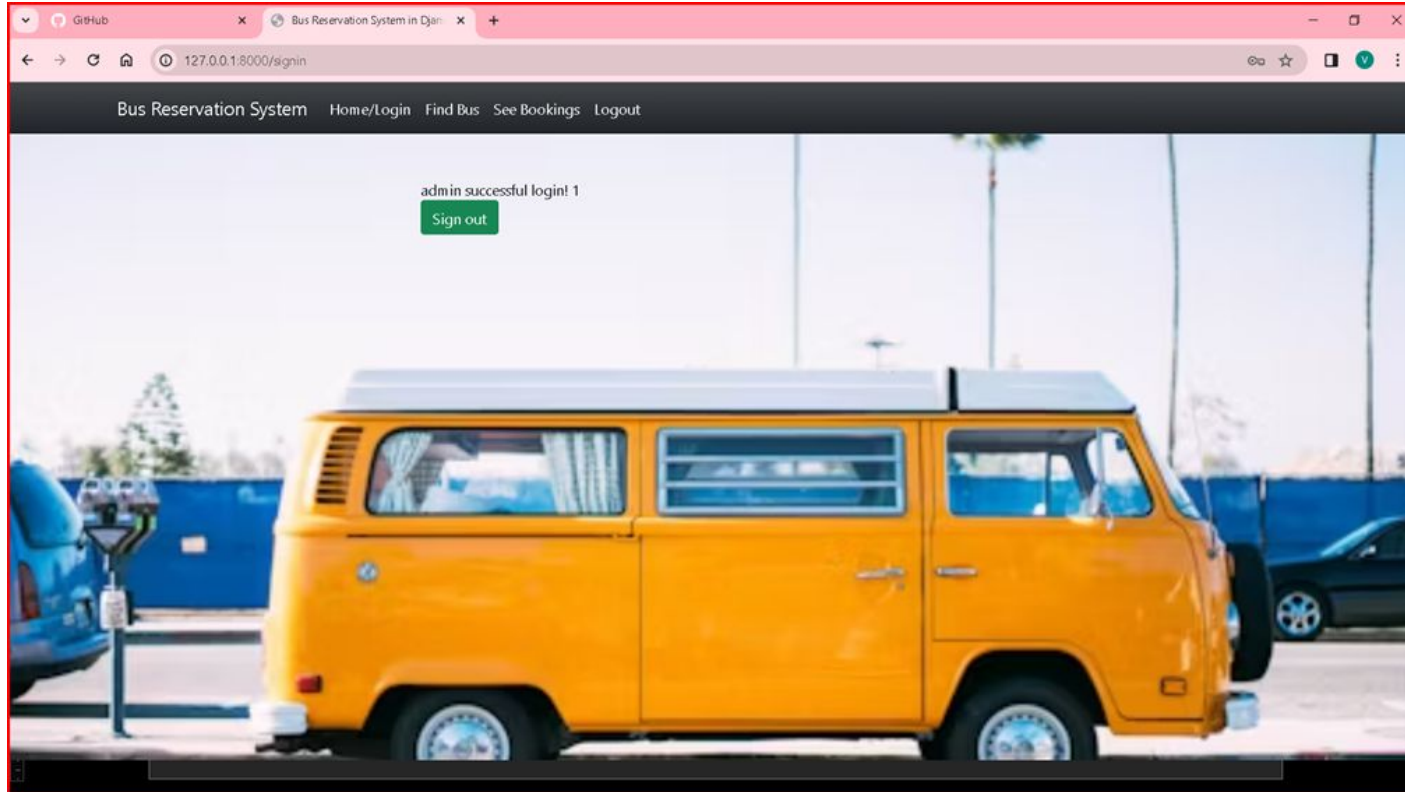 GitHub
Bus Reservation System in Djan
127.0.0.1:8000/signin
V
Bus Reservation System Home/Login Find Bus See Bookings Logout
admin successful login! 1
Sign out